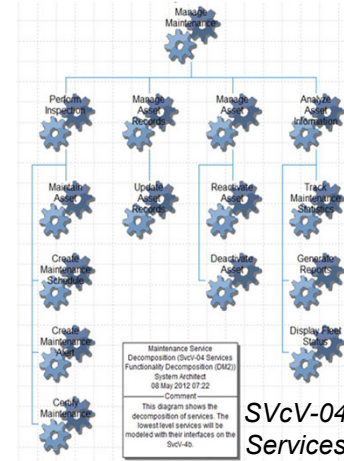 Manage
Maintenance
Perform
Inspection
Manage
Asset
Records
Manage
Asset
Analyze
Asset
Information
Maintain
Asset
Update
Asset
Records
Reactivate
Asset
Track
Maintenance
Statistics
Create
Maintenance
Schedule
Deactivate
Asset
Generate
Reports
Create
Maintenance
Alert
Display Fleet
Status
Certify
Maintenance
Maintenance Service
Decomposition (SvcV-04 Services
Functionality Decomposition (DM2))
System Architect
08 May 2012 07:22
Comment
This diagram shows the
decomposition of services. The
lowest level services will be
modeled with their interfaces on the
SvcV-4b.
SVcV-04
Services